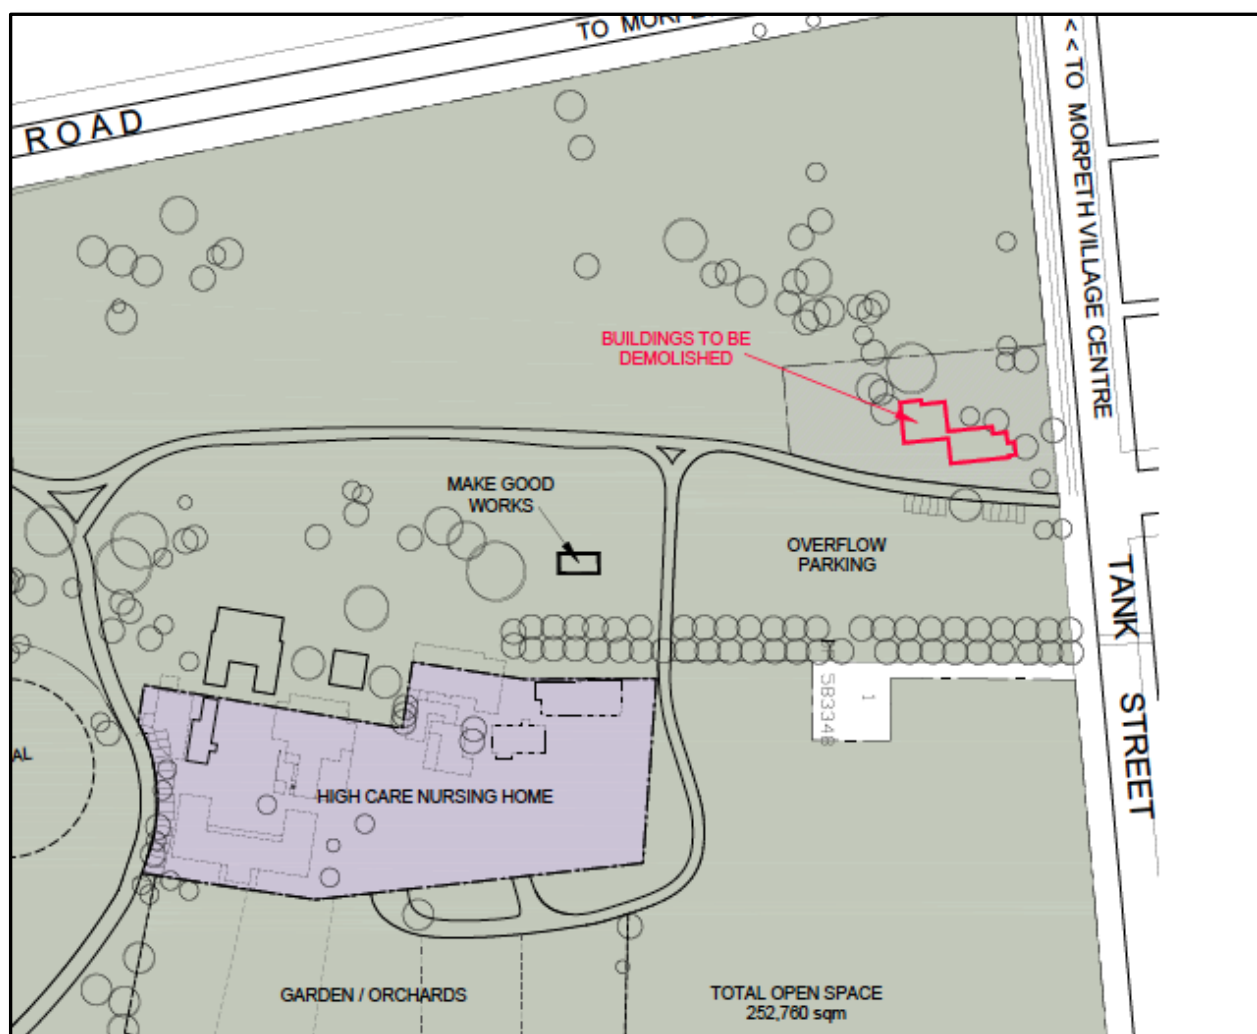 TO MORPE
ROAD
< < TO MORPETH VILLAGE CENTRE
BUILDINGS TO BE
DEMOLISHED
MAKE GOOD
WORKS
OVERFLOW
PARKING
TANK STREET
1
583348
AL
HIGH CARE NURSING HOME
GARDEN / ORCHARDS
TOTAL OPEN SPACE
252,760 sqm